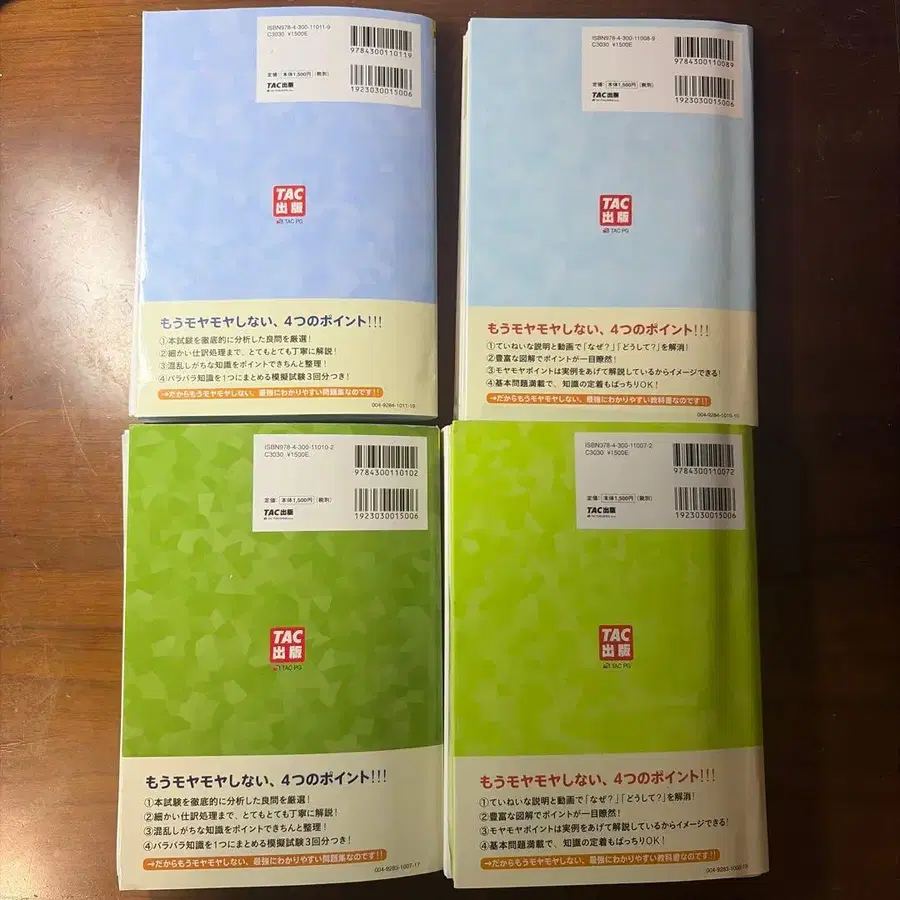 ISBN978-4-300-11011-9
C3030 ¥1500E
9784300110119
定価: 本体1,500円 (税別)
TAC出版
1923030015006
TAC
出版
TAC PG
もうモヤモヤしない、4つのポイント!!!
①本試験を徹底的に分析した良問を厳選!
②細かい仕訳処理まで、とてもとても丁寧に解説!
③混乱しがちな知識をポイントできちんと整理!
④バラバラ知識を1つにまとめる模擬試験3回分つき!
→だからもうモヤモヤしない、最強にわかりやすい問題集なのです!!
004-9284-1011-19
ISBN978-4-300-11008-9
C3030 ¥1500E
9784300110089
定価: 本体1,500円 (税別)
TAC出版
1923030015006
TAC
出版
TAC PG
もうモヤモヤしない、4つのポイント!!!
①ていねいな説明と動画で「なぜ?」「どうして?」を解消!
②豊富な図解でポイントが一目瞭然!
③モヤモヤポイントは実例をあげて解説しているからイメージできる!
④基本問題満載で、知識の定着もばっちりOK!
→だからもうモヤモヤしない、最強にわかりやすい教科書なのです!!
ISBN978-4-300-11010-2
C3030 ¥1500E
9784300110102
定価: 本体1,500円 (税別)
TAC出版
1923030015006
TAC
出版
TAC PG
もうモヤモヤしない、4つのポイント!!!
①本試験を徹底的に分析した良問を厳選!
②細かい仕訳処理まで、とてもとても丁寧に解説!
③混乱しがちな知識をポイントできちんと整理!
④バラバラ知識を1つにまとめる模擬試験3回分つき!
→だからもうモヤモヤしない、最強にわかりやすい問題集なのです!!
004-9283-1007-17
ISBN978-4-300-11007-2
C3030 ¥1500E
9784300110072
定価: 本体1,500円 (税別)
TAC出版
1923030015006
TAC
出版
TAC PG
もうモヤモヤしない、4つのポイント!!!
①ていねいな説明と動画で「なぜ?」「どうして?」を解消!
②豊富な図解でポイントが一目瞭然!
③モヤモヤポイントは実例をあげて解説しているからイメージできる!
④基本問題満載で、知識の定着もばっちりOK!
→だからもうモヤモヤしない、最強にわかりやすい教科書なのです!!